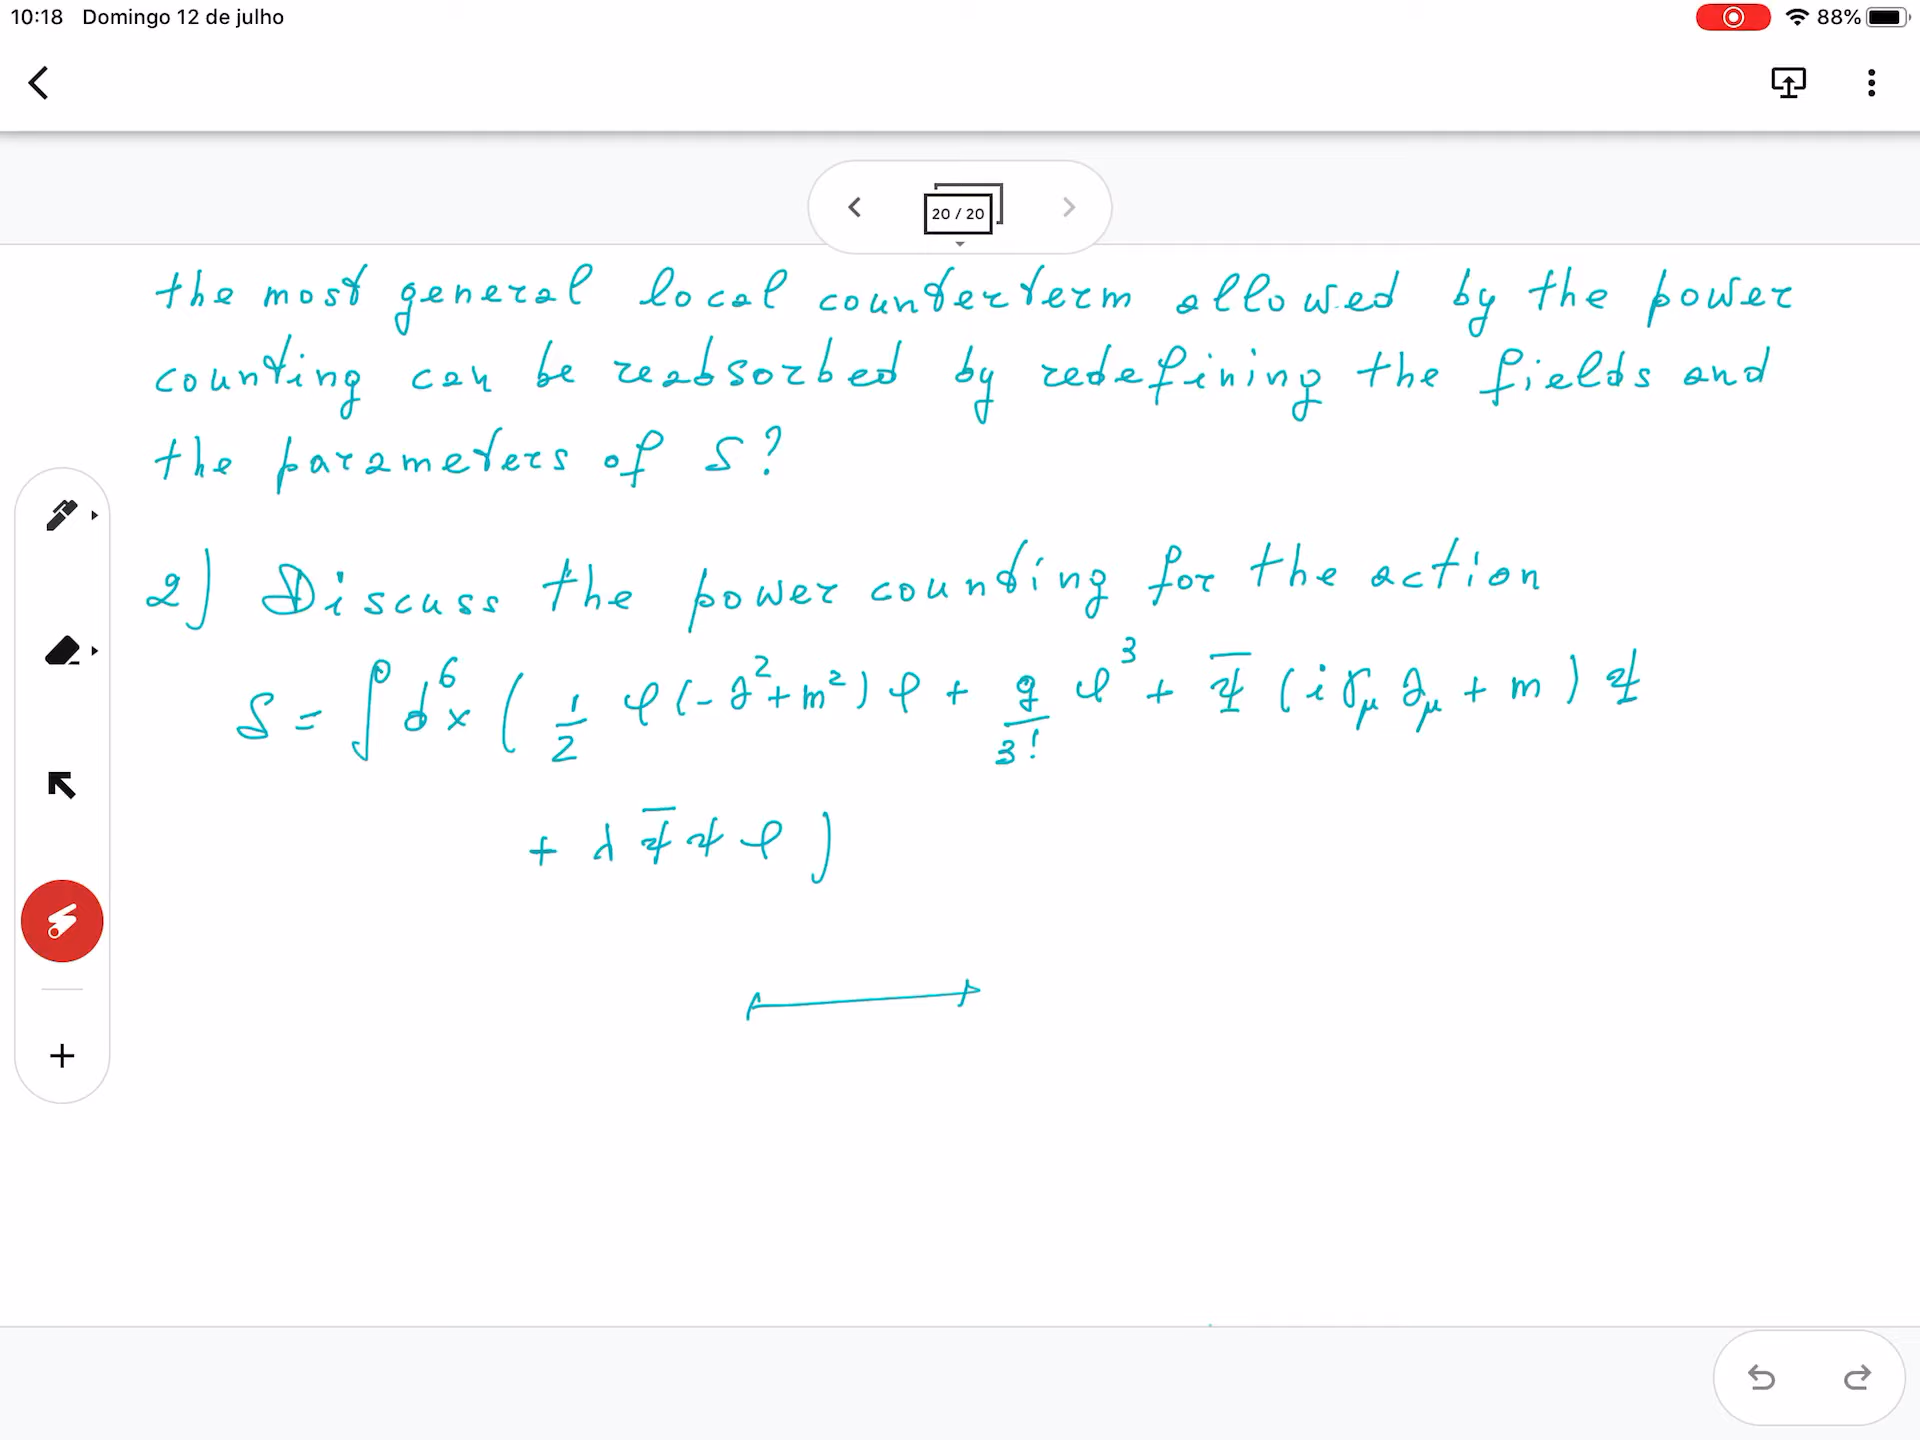 10:18 Domingo 12 de julho 88%
20 / 20
the most general local counterterm allowed by the power
counting can be reabsorbed by redefining the fields and
the parameters of S?
2) Discuss the power counting for the action
S = ∫ d⁶x ( 1/2 φ(-∂²+m²)φ + g/3! φ³ + ψ̄ (iγ_μ ∂_μ + m) ψ
+ λ ψ̄ ψ φ )